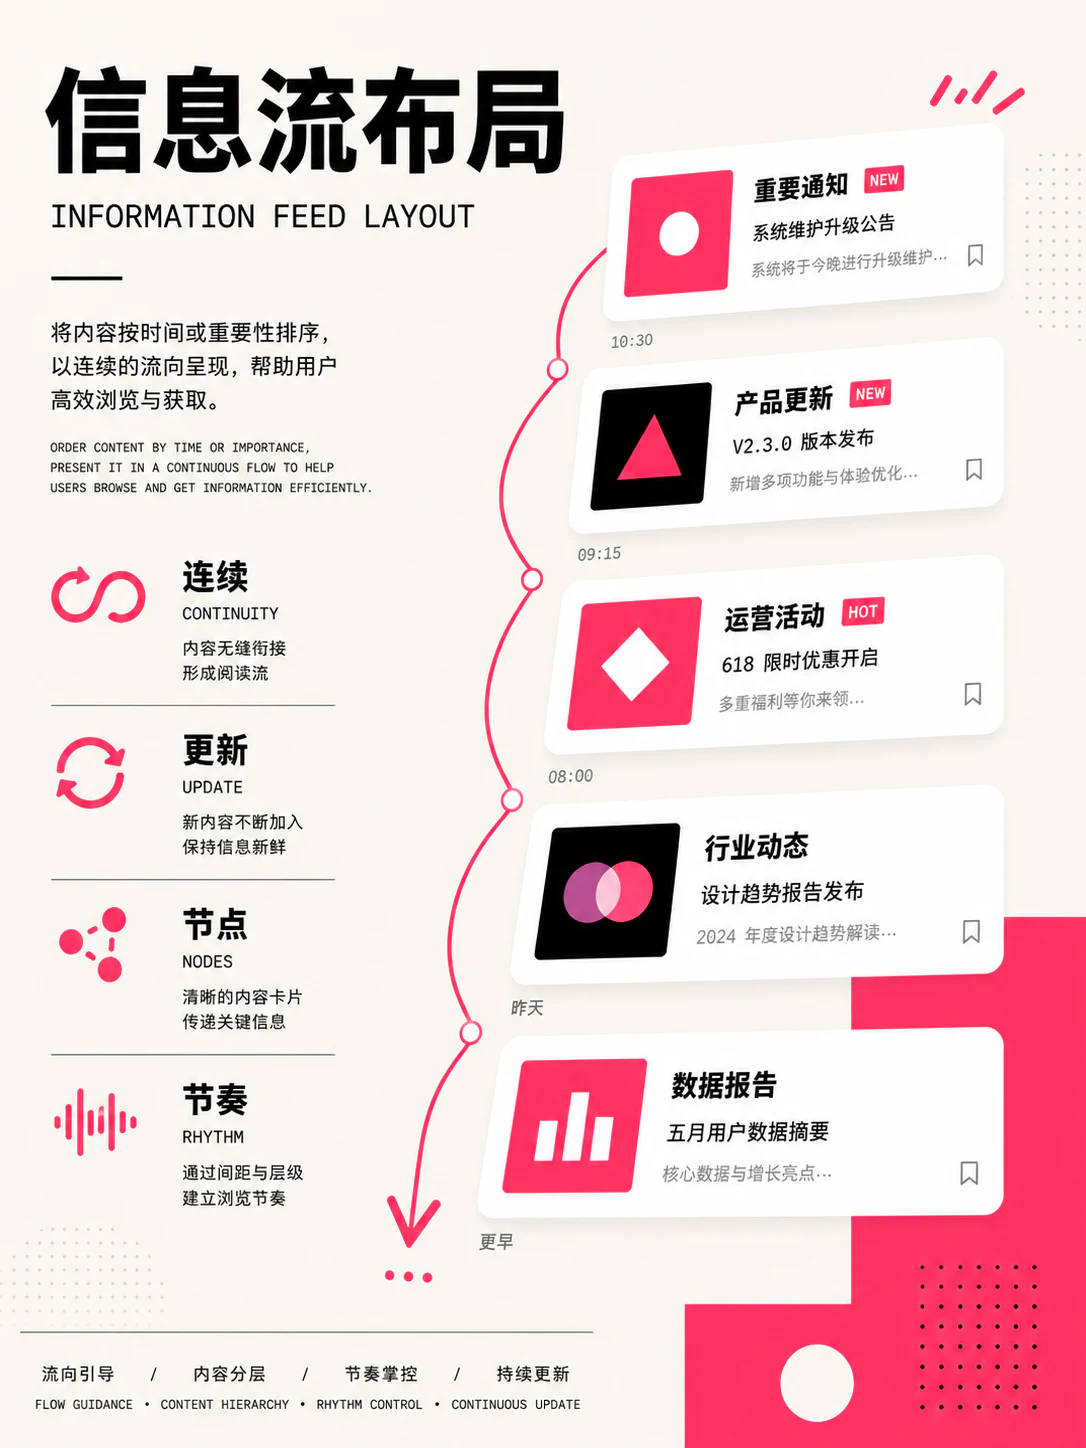 信息流布局
INFORMATION FEED LAYOUT
将内容按时间或重要性排序，
以连续的流向呈现，帮助用户
高效浏览与获取。
ORDER CONTENT BY TIME OR IMPORTANCE,
PRESENT IT IN A CONTINUOUS FLOW TO HELP
USERS BROWSE AND GET INFORMATION EFFICIENTLY.
连续
CONTINUITY
内容无缝衔接
形成阅读流
更新
UPDATE
新内容不断加入
保持信息新鲜
节点
NODES
清晰的内容卡片
传递关键信息
节奏
RHYTHM
通过间距与层级
建立浏览节奏
重要通知 NEW
系统维护升级公告
系统将于今晚进行升级维护...
10:30
产品更新 NEW
V2.3.0 版本发布
新增多项功能与体验优化...
09:15
运营活动 HOT
618 限时优惠开启
多重福利等你来领...
08:00
行业动态
设计趋势报告发布
2024 年度设计趋势解读...
昨天
数据报告
五月用户数据摘要
核心数据与增长亮点...
更早
流向引导 / 内容分层 / 节奏掌控 / 持续更新
FLOW GUIDANCE • CONTENT HIERARCHY • RHYTHM CONTROL • CONTINUOUS UPDATE